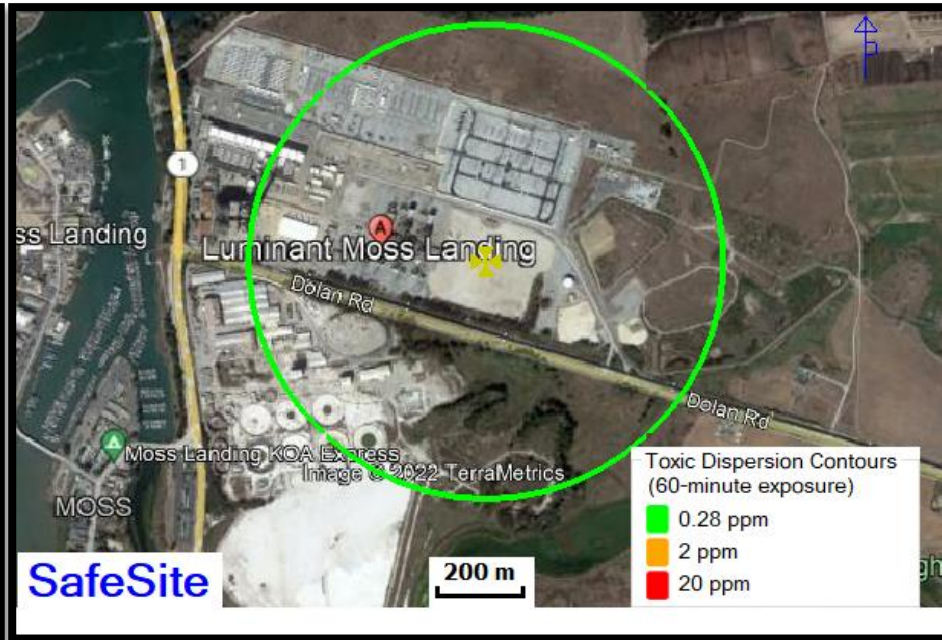 1
ss Landing
A
Luminant Moss Landing
Dolan Rd
Dolan Rd
Moss Landing KOA Express
Image © 2022 TerraMetrics
MOSS
Toxic Dispersion Contours
(60-minute exposure)
0.28 ppm
2 ppm
20 ppm
gh
SafeSite
200 m